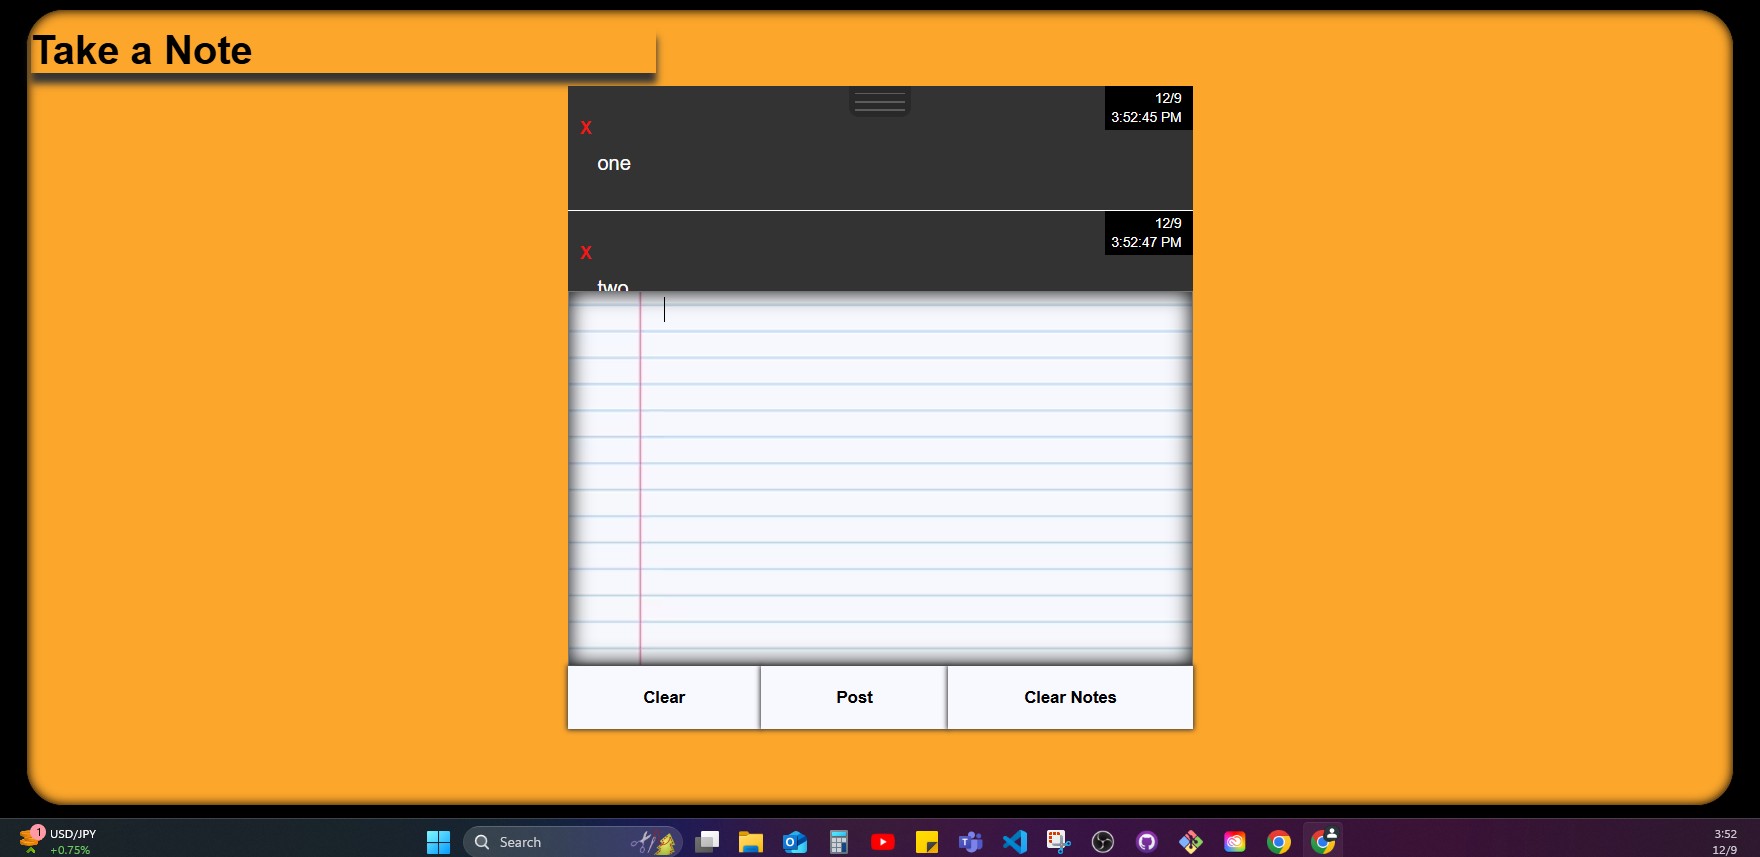 Take a Note
12/9
3:52:45 PM
X
one
12/9
3:52:47 PM
X
two
Clear
Post
Clear Notes
1
USD/JPY
+0.75%
Search
3:52
12/9